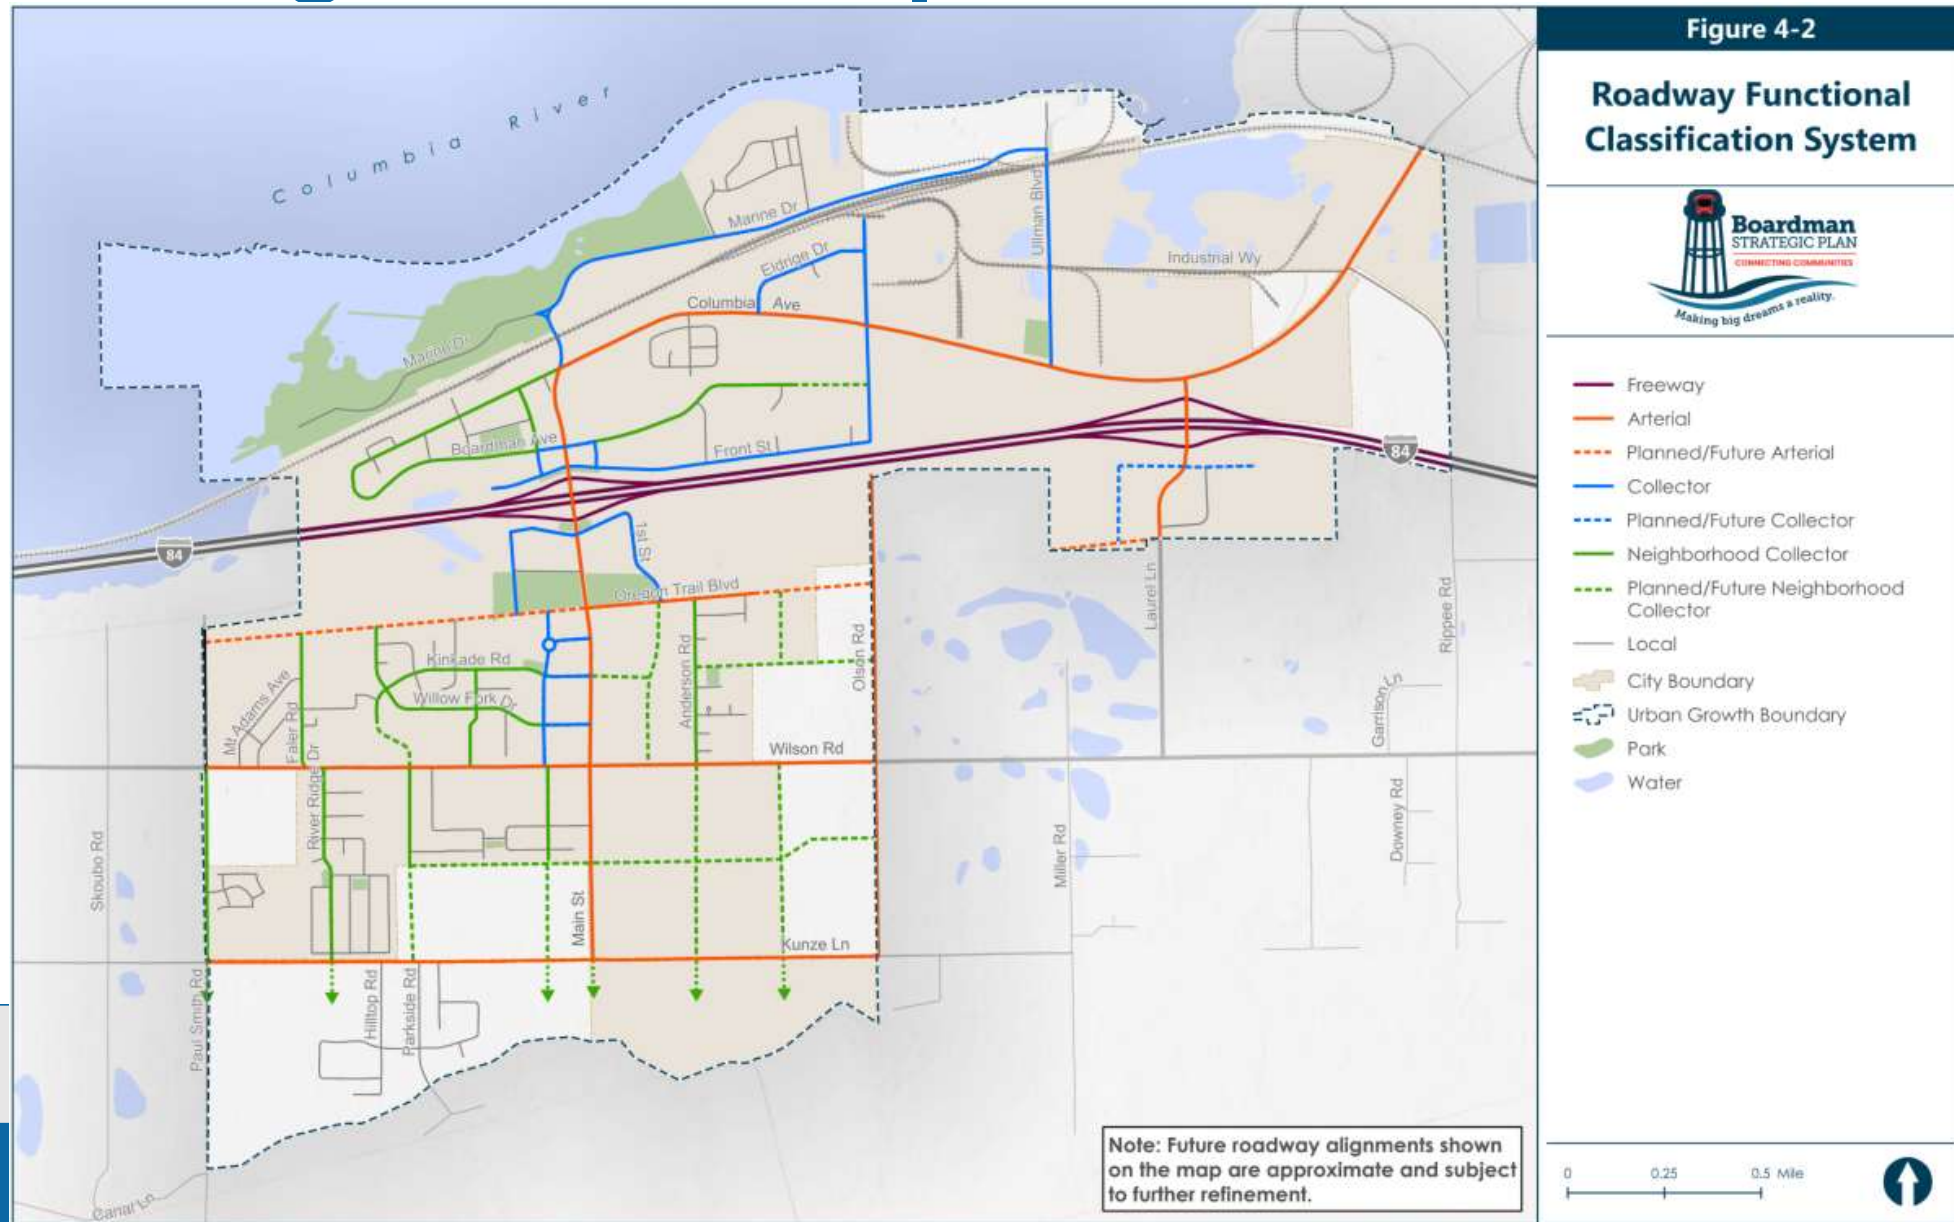 Figure 4-2
Roadway Functional
Classification System
Boardman
STRATEGIC PLAN
CONNECTING COMMUNITIES
Making big dreams a reality.
Freeway
Arterial
Planned/Future Arterial
Collector
Planned/Future Collector
Neighborhood Collector
Planned/Future Neighborhood
Collector
Local
City Boundary
Urban Growth Boundary
Park
Water
0 0.25 0.5 Mile
Columbia River
Marine Dr
Ullman Blvd
Eldrige Dr
Industrial Wy
Columbia Ave
Marine Dr
Boardman Ave
Front St
84
84
1st St
Oregon Trail Blvd
Laurel Ln
Rippee Rd
Kinkade Rd
Anderson Rd
Olson Rd
Willow Fork Dr
Mt Adams Ave
Faler Rd
Garrison Ln
Wilson Rd
River Ridge Dr
Skoubo Rd
Miller Rd
Downey Rd
Main St
Kunze Ln
Paul Smith Rd
Hilltop Rd
Parkside Rd
Canal Ln
Note: Future roadway alignments shown
on the map are approximate and subject
to further refinement.